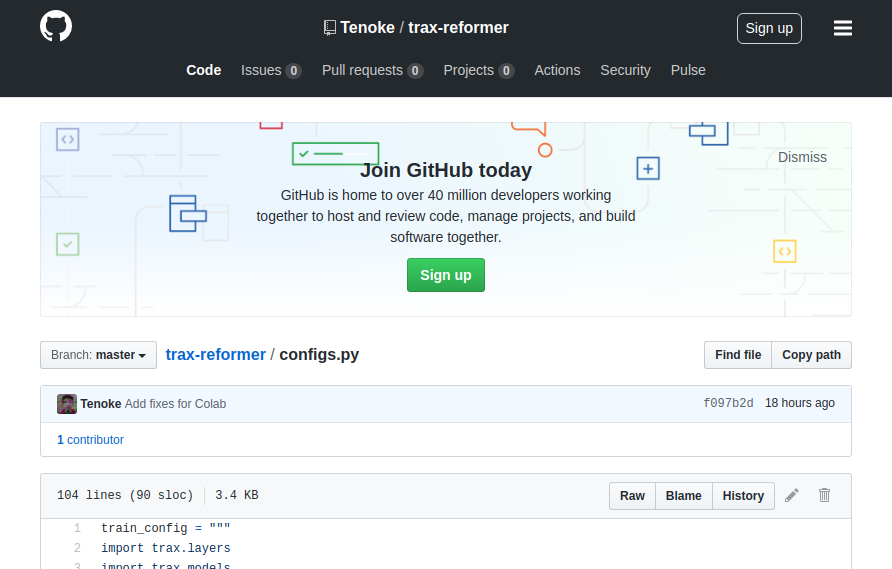 Tenoke / trax-reformer
Sign up
Code Issues 0 Pull requests 0 Projects 0 Actions Security Pulse
Dismiss
Join GitHub today
GitHub is home to over 40 million developers working
together to host and review code, manage projects, and build
software together.
Sign up
Branch: master trax-reformer / configs.py Find file Copy path
Tenoke Add fixes for Colab f097b2d 18 hours ago
1 contributor
104 lines (90 sloc) 3.4 KB Raw Blame History
1 train_config = """
2 import trax.layers
3 import trax.models